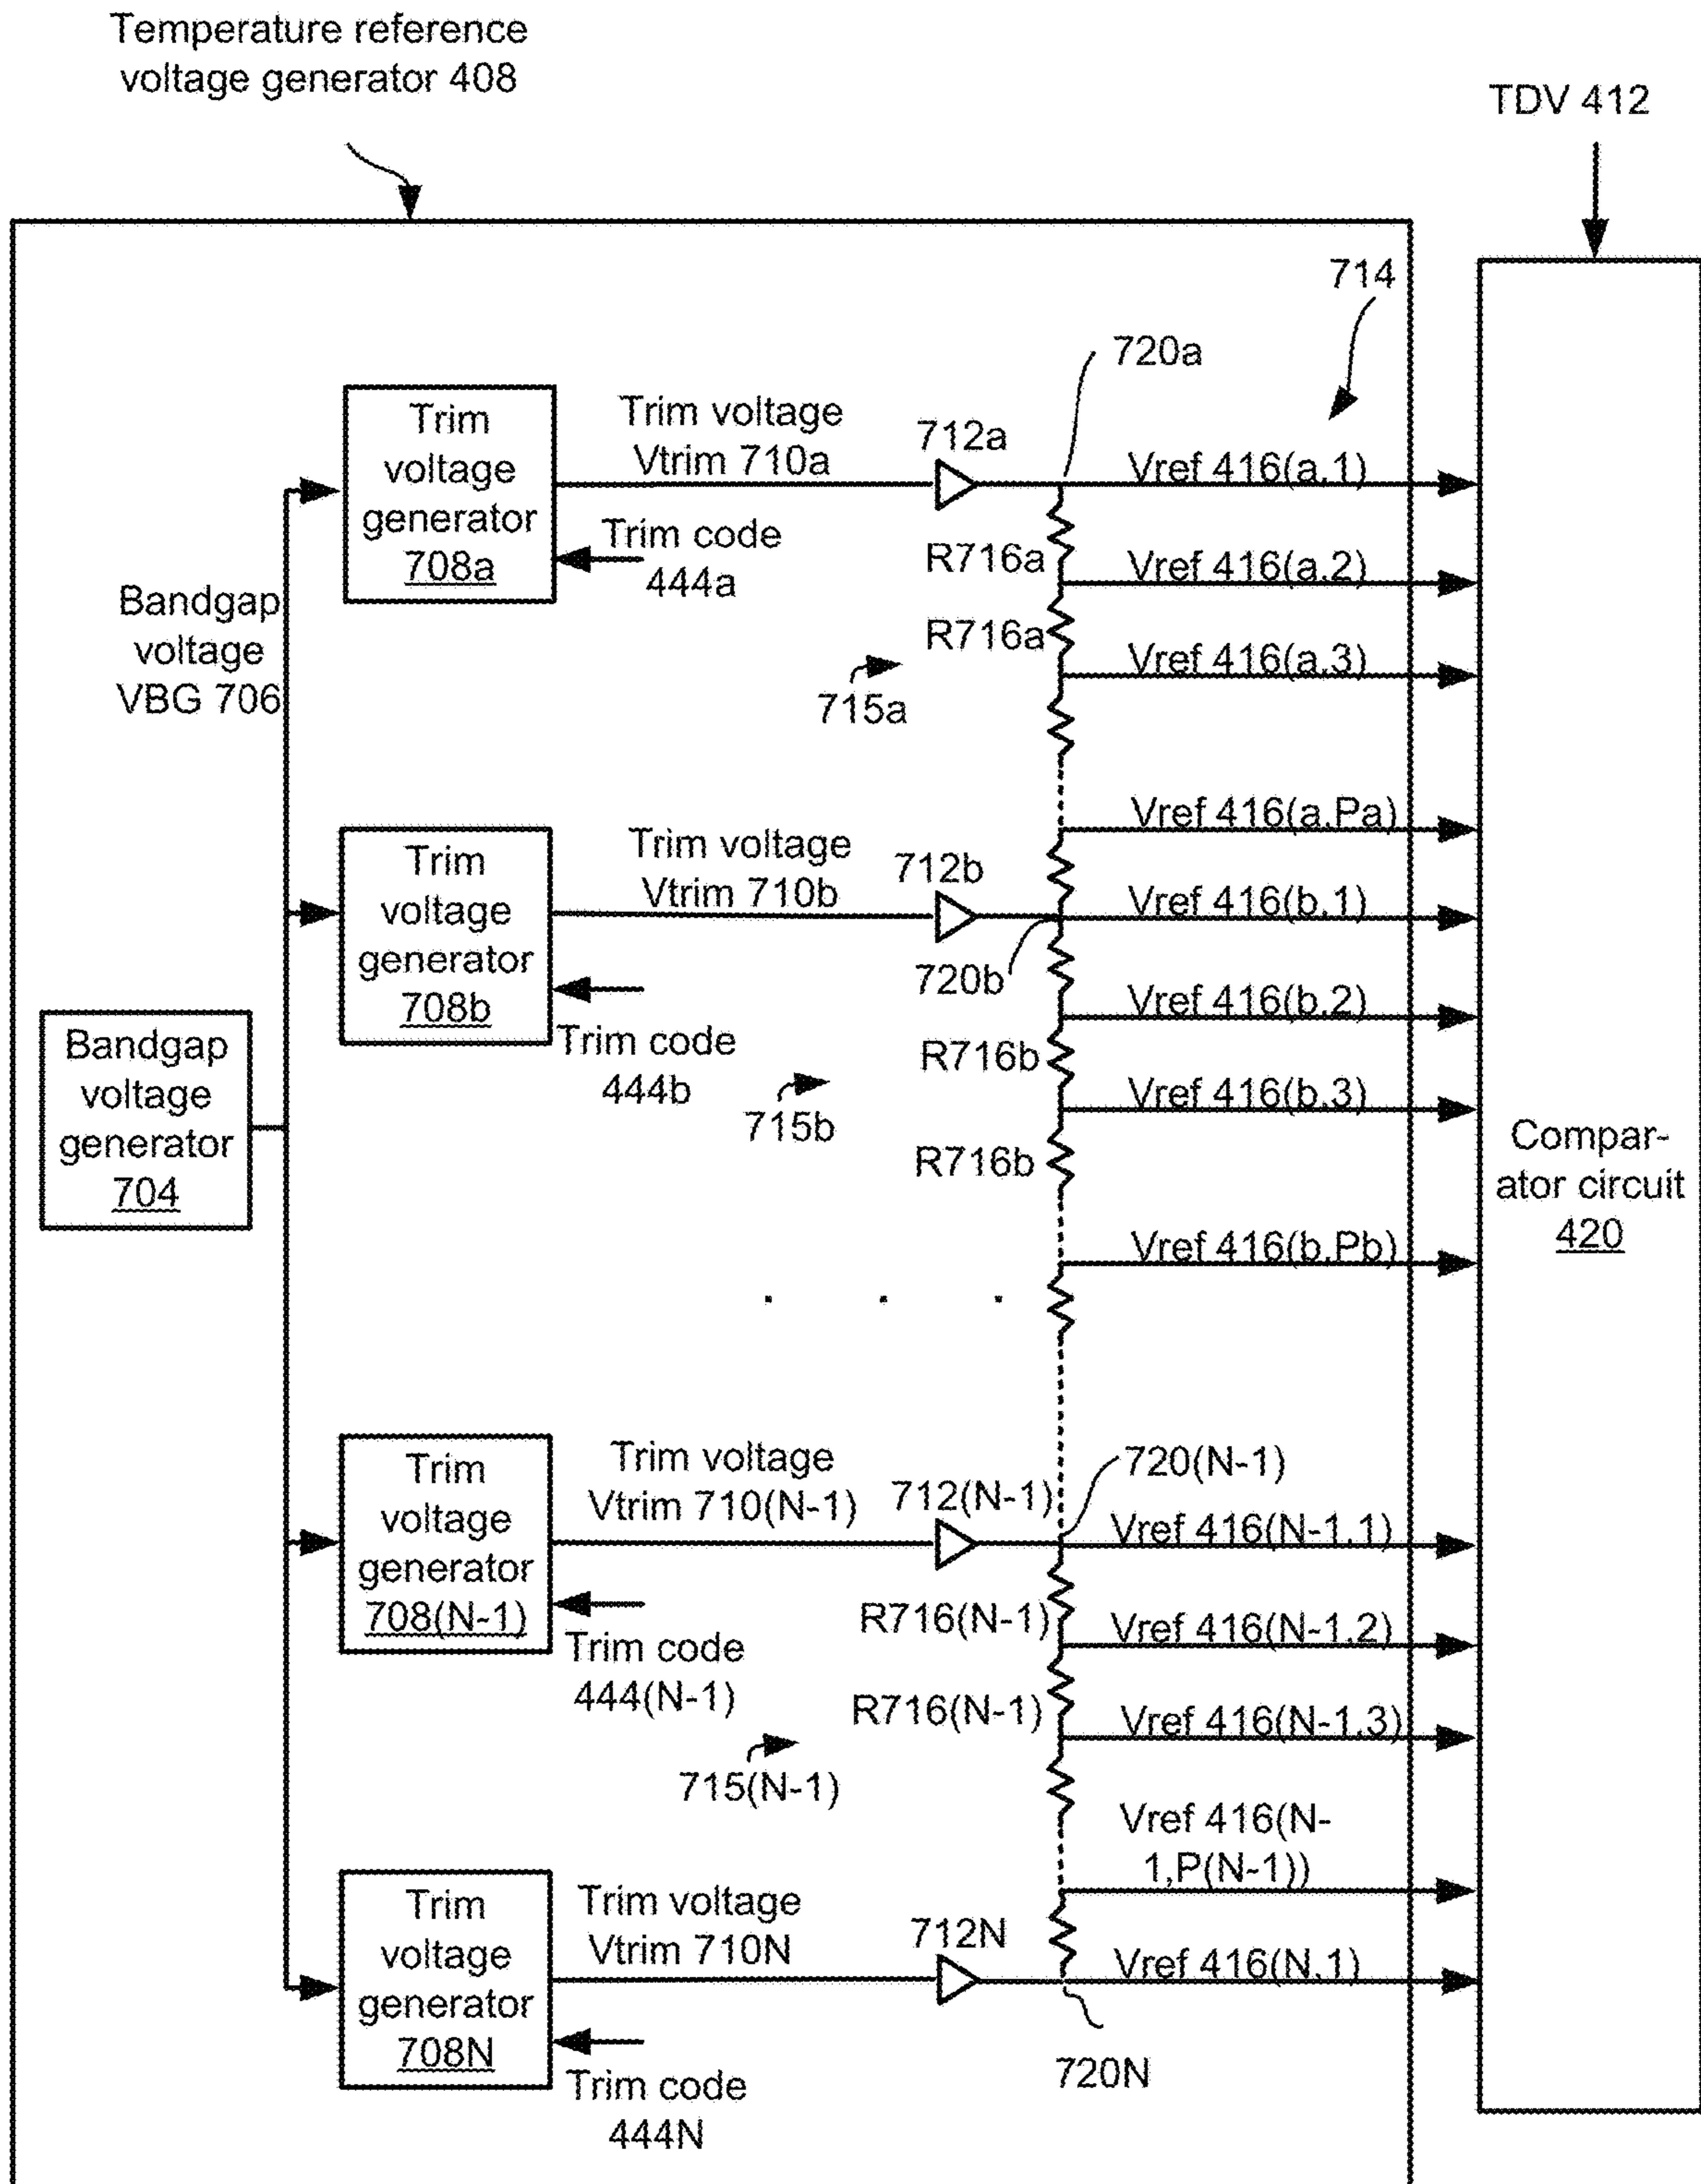 Temperature reference
voltage generator 408
TDV 412
714
720a
Trim
voltage
generator
708a
Trim voltage
Vtrim 710a
712a
Vref 416(a,1)
Trim code
444a
R716a
Vref 416(a,2)
Bandgap
voltage
VBG 706
R716a
Vref 416(a,3)
715a
Vref 416(a,Pa)
Trim
voltage
generator
708b
Trim voltage
Vtrim 710b
712b
Vref 416(b,1)
720b
Vref 416(b,2)
Trim code
444b
R716b
Vref 416(b,3)
715b
R716b
Bandgap
voltage
generator
704
Compar-
ator circuit
420
Vref 416(b,Pb)
. . .
Trim
voltage
generator
708(N-1)
Trim voltage
Vtrim 710(N-1)
712(N-1)
720(N-1)
Vref 416(N-1,1)
R716(N-1)
Vref 416(N-1,2)
Trim code
444(N-1)
R716(N-1)
Vref 416(N-1,3)
715(N-1)
Vref 416(N-
1,P(N-1))
Trim
voltage
generator
708N
Trim voltage
Vtrim 710N
712N
Vref 416(N,1)
720N
Trim code
444N